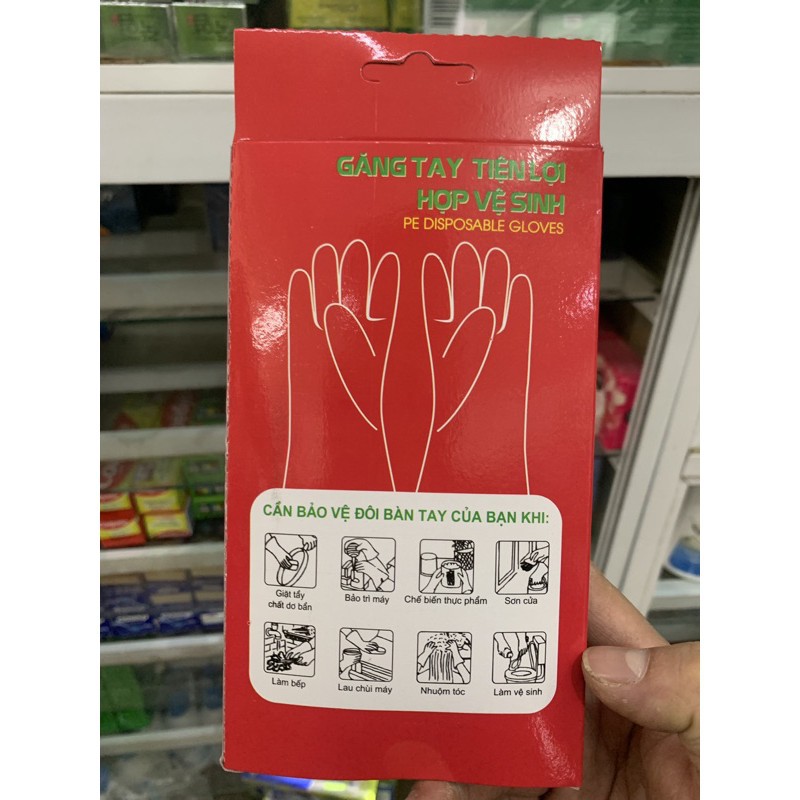 GĂNG TAY TIỆN LỢI
HỢP VỆ SINH
PE DISPOSABLE GLOVES
CẦN BẢO VỆ ĐÔI BÀN TAY CỦA BẠN KHI:
Giặt tẩy
chất dơ bẩn
Bảo trì máy
Chế biến thực phẩm
Sơn cửa
Làm bếp
Lau chùi máy
Nhuộm tóc
Làm vệ sinh